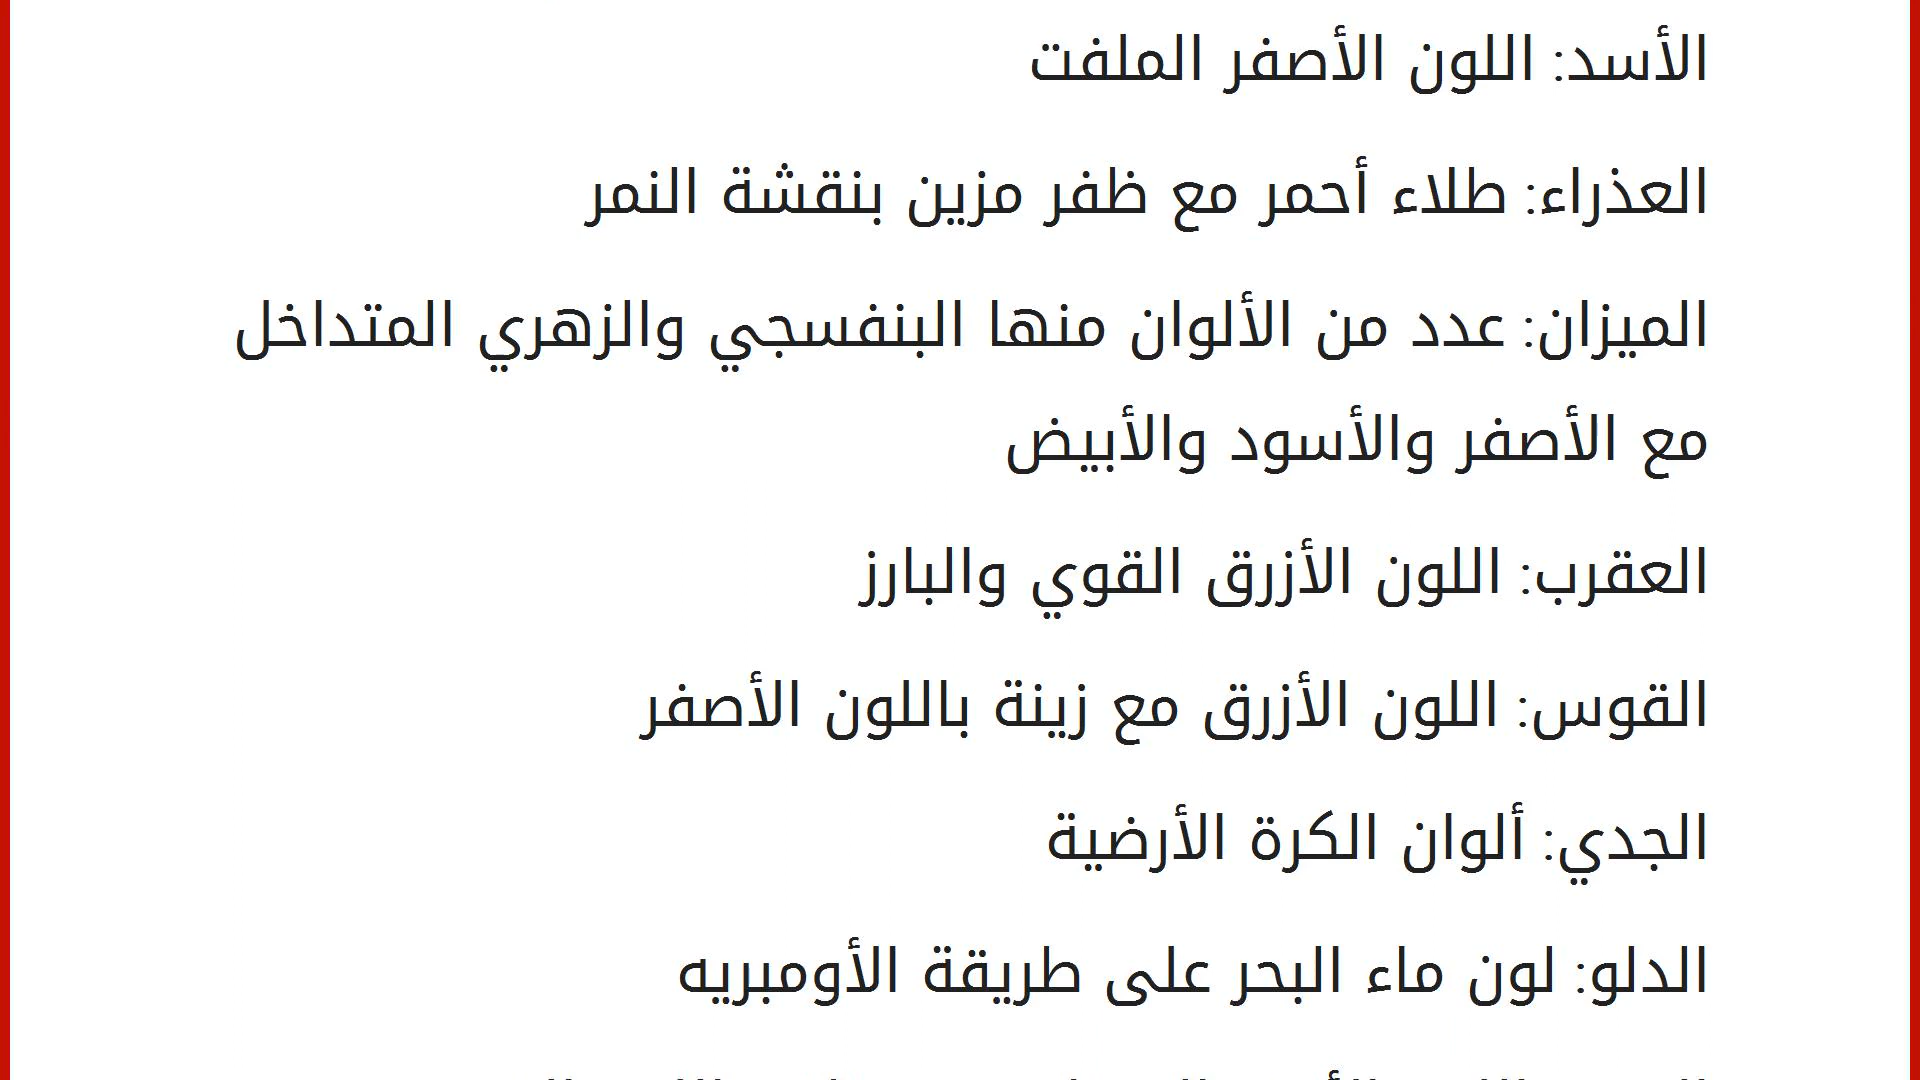 الأسد: اللون الأصفر الملفت
العذراء: طلاء أحمر مع ظفر مزين بنقشة النمر
الميزان: عدد من الألوان منها البنفسجي والزهري المتداخل
مع الأصفر والأسود والأبيض
العقرب: اللون الأزرق القوي والبارز
القوس: اللون الأزرق مع زينة باللون الأصفر
الجدي: ألوان الكرة الأرضية
الدلو: لون ماء البحر على طريقة الأومبريه